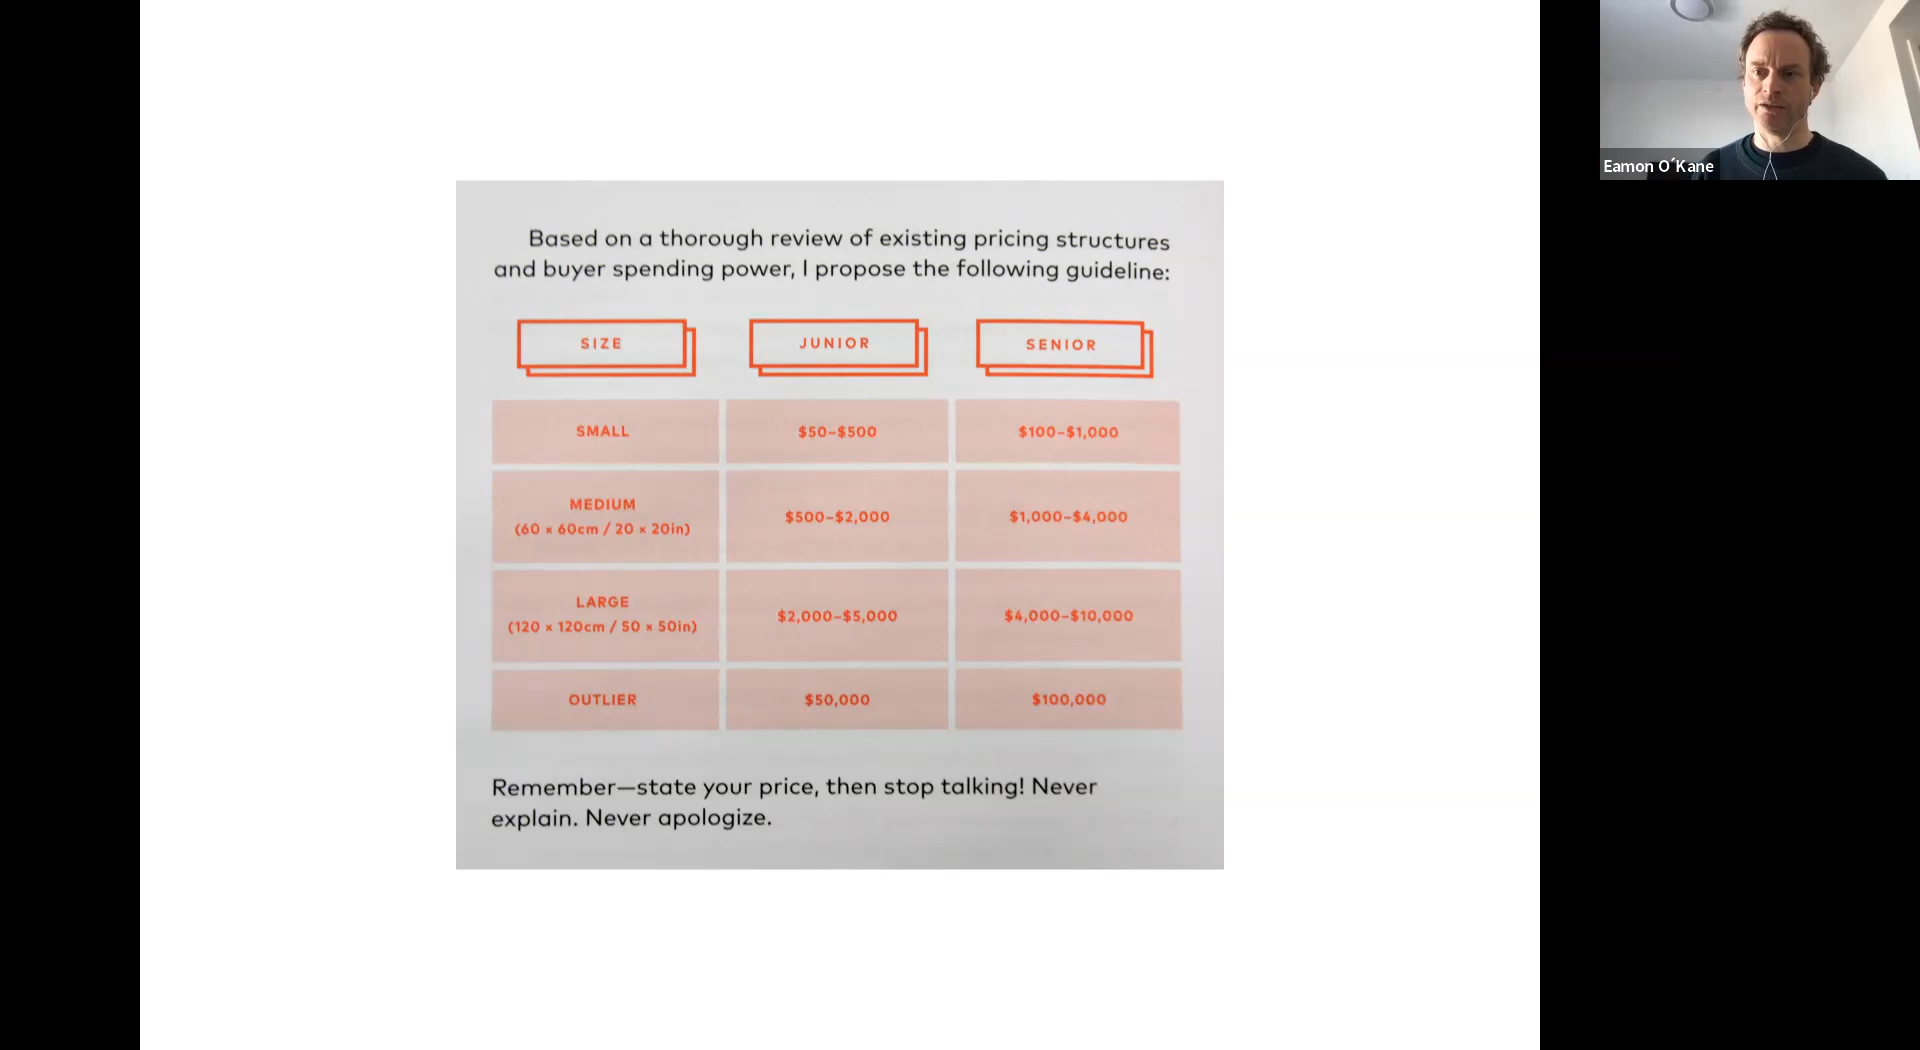 Based on a thorough review of existing pricing structures
and buyer spending power, I propose the following guideline:
SIZE JUNIOR SENIOR
SMALL $50–$500 $100–$1,000
MEDIUM
(60 × 60cm / 20 × 20in) $500–$2,000 $1,000–$4,000
LARGE
(120 × 120cm / 50 × 50in) $2,000–$5,000 $4,000–$10,000
OUTLIER $50,000 $100,000
Remember—state your price, then stop talking! Never
explain. Never apologize.
Eamon O´Kane